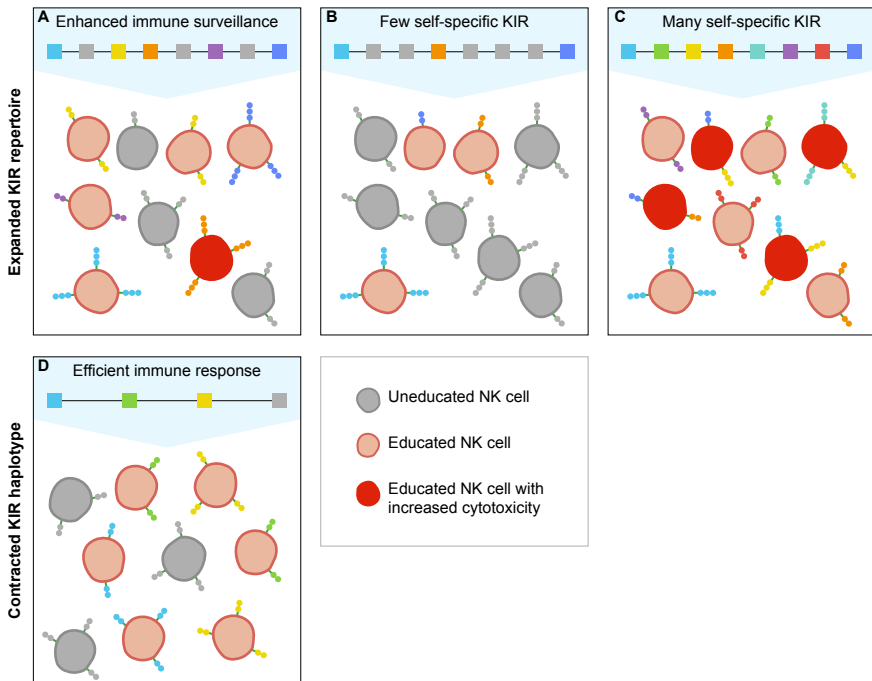 A Enhanced immune surveillance
B Few self-specific KIR
C Many self-specific KIR
Expanded KIR repertoire
D Efficient immune response
Contracted KIR haplotype
Uneducated NK cell
Educated NK cell
Educated NK cell with
increased cytotoxicity